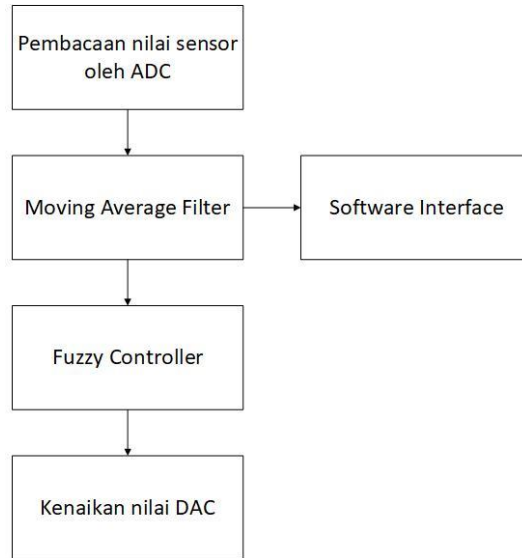 Pembacaan nilai sensor
oleh ADC
Moving Average Filter
Software Interface
Fuzzy Controller
Kenaikan nilai DAC